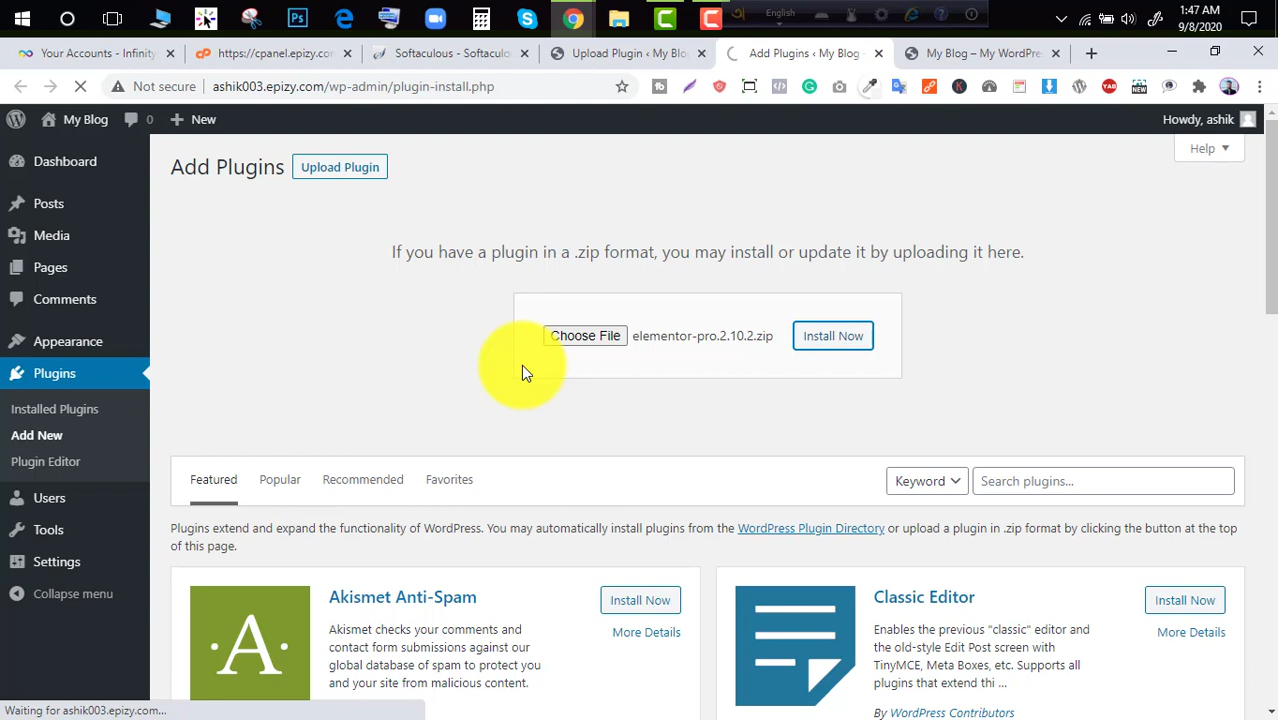 1:47 AM
English
9/8/2020
Your Accounts - Infinity
https://cpanel.epizy.com
Softaculous - Softaculo
Upload Plugin ‹ My Blo
Add Plugins ‹ My Blog
My Blog – My WordPre
Not secure
ashik003.epizy.com/wp-admin/plugin-install.php
My Blog
0
New
Howdy, ashik
Dashboard
Posts
Media
Pages
Comments
Appearance
Plugins
Installed Plugins
Add New
Plugin Editor
Users
Tools
Settings
Collapse menu
Add Plugins
Upload Plugin
Help
If you have a plugin in a .zip format, you may install or update it by uploading it here.
Choose File elementor-pro.2.10.2.zip
Install Now
Featured
Popular
Recommended
Favorites
Keyword
Search plugins...
Plugins extend and expand the functionality of WordPress. You may automatically install plugins from the WordPress Plugin Directory or upload a plugin in .zip format by clicking the button at the top
of this page.
Akismet Anti-Spam
Install Now
More Details
Akismet checks your comments and
contact form submissions against our
global database of spam to protect you
and your site from malicious content.
Classic Editor
Install Now
More Details
Enables the previous "classic" editor and
the old-style Edit Post screen with
TinyMCE, Meta Boxes, etc. Supports all
plugins that extend thi ...
By WordPress Contributors
Waiting for ashik003.epizy.com...